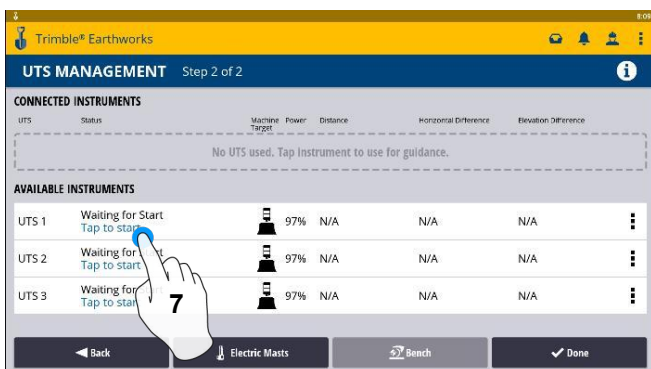 8:09
Trimble® Earthworks
UTS MANAGEMENT Step 2 of 2
CONNECTED INSTRUMENTS
UTS Status Machine Target Power Distance Horizontal Difference Elevation Difference
No UTS used. Tap Instrument to use for guidance.
AVAILABLE INSTRUMENTS
UTS 1 Waiting for Start 97% N/A N/A N/A
Tap to start
UTS 2 Waiting for 97% N/A N/A N/A
Tap to start
UTS 3 Waiting for 97% N/A N/A N/A
Tap to
7
Back Electric Masts Bench Done